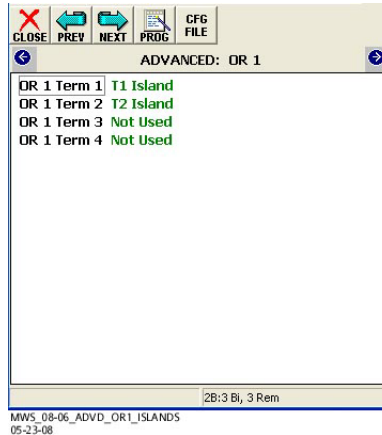 CLOSE PREV NEXT PROG CFG FILE
ADVANCED: OR 1
OR 1 Term 1 T1 Island
OR 1 Term 2 T2 Island
OR 1 Term 3 Not Used
OR 1 Term 4 Not Used
2B:3 Bi, 3 Rem
MWS_08-06_ADVD_OR1_ISLANDS
05-23-08